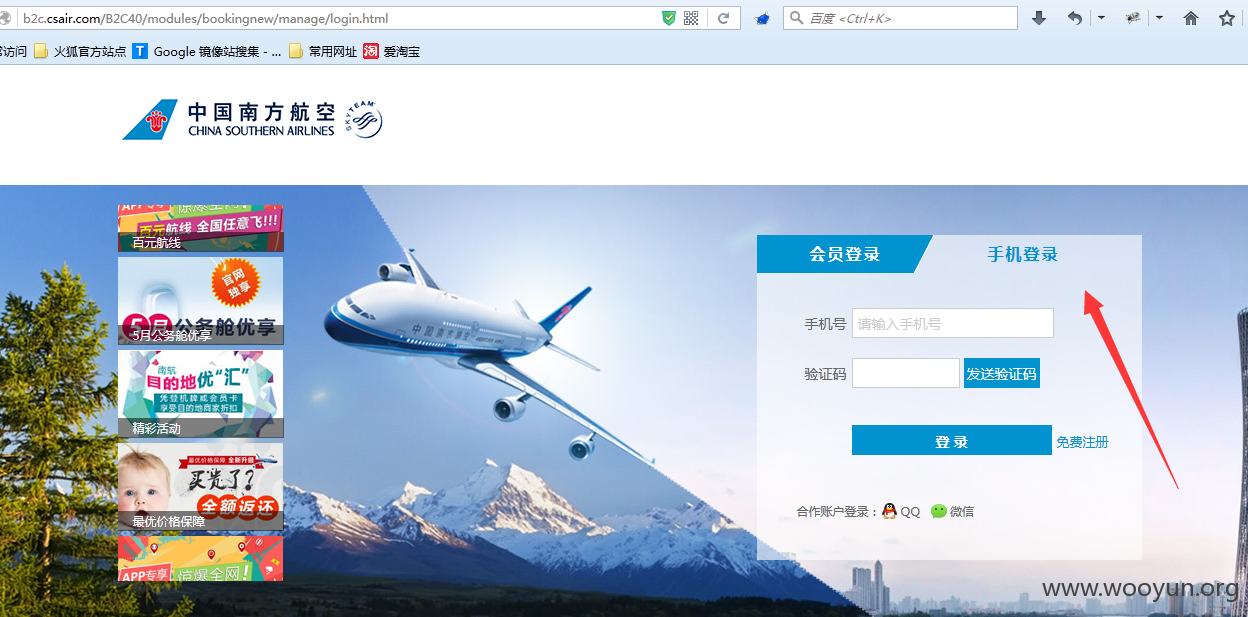 b2c.csair.com/B2C40/modules/bookingnew/manage/login.html
百度 <Ctrl+K>
访问 火狐官方站点 T Google 镜像站搜集 - ... 常用网址 淘 爱淘宝
中国南方航空
CHINA SOUTHERN AIRLINES
SKYTEAM
百元航线 全国任意飞!!!
百元航线
官网
独享
5月公务舱优享
5月公务舱优享
南航
目的地优“汇”
凭登机牌或会员卡
享受目的地商家折扣
精彩活动
最优价格保障 全新升级
买贵了?
全额返还
最优价格保障
APP专享 惊爆全网!
中国南方航空
会员登录 手机登录
手机号 请输入手机号
验证码 发送验证码
登录 免费注册
合作账户登录: QQ 微信
www.wooyun.org